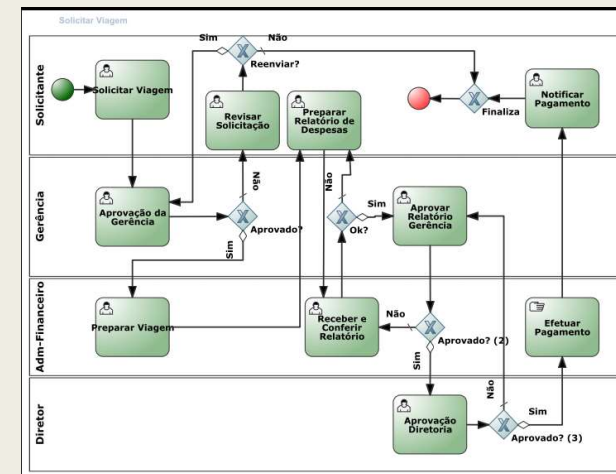 Solicitar Viagem
Solicitante
Solicitar Viagem
Sim
Não
Reenviar?
Revisar
Solicitação
Preparar
Relatório de
Despesas
Finaliza
Notificar
Pagamento
Gerência
Aprovação da
Gerência
Não
Aprovado?
Sim
Não
Ok?
Sim
Aprovar
Relatório
Gerência
Adm-Financeiro
Preparar Viagem
Receber e
Conferir
Relatório
Não
Aprovado? (2)
Sim
Efetuar
Pagamento
Diretor
Aprovação
Diretoria
Não
Sim
Aprovado? (3)